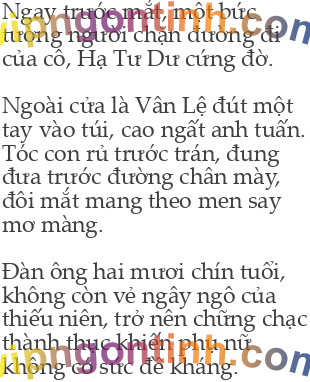 Ngay trước mắt, một bức
tường người chặn đường đi
của cô, Hạ Tư Dư cứng đờ.
Ngoài cửa là Vân Lệ đút một
tay vào túi, cao ngất anh tuấn.
Tóc con rủ trước trán, đung
đưa trước đường chân mày,
đôi mắt mang theo men say
mơ màng.
Đàn ông hai mươi chín tuổi,
không còn vẻ ngây ngô của
thiếu niên, trở nên chững chạc
thành thục khiến phụ nữ
không có sức đề kháng.
vipngontinh.com
vipngontinh.com